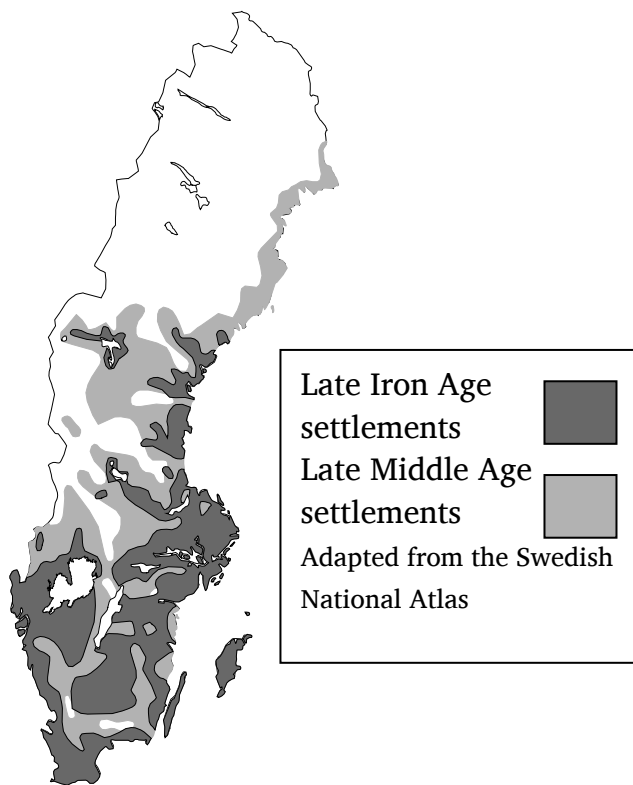 Late Iron Age
settlements
Late Middle Age
settlements
Adapted from the Swedish
National Atlas